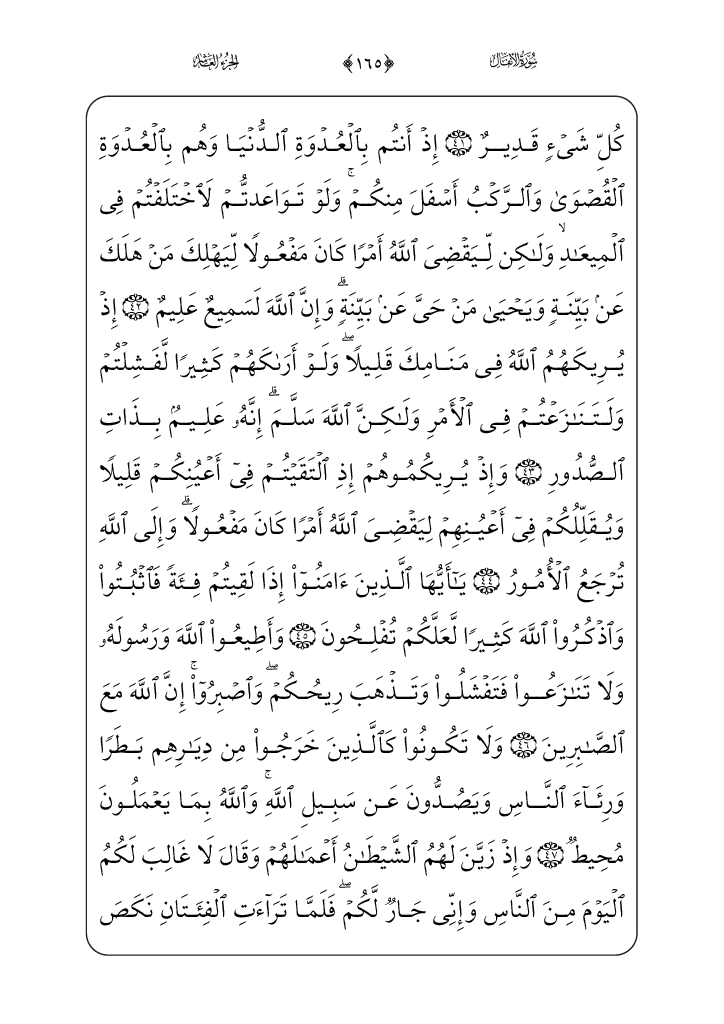 سُورَةُ الأَنفَال ﴿١٦٥﴾ الجُزءُ العَاشِر
كُلِّ شَيۡءٖ قَدِيرٌ ٤١ إِذۡ أَنتُم بِٱلۡعُدۡوَةِ ٱلدُّنۡيَا وَهُم بِٱلۡعُدۡوَةِ
ٱلۡقُصۡوَىٰ وَٱلرَّكۡبُ أَسۡفَلَ مِنكُمۡۚ وَلَوۡ تَوَاعَدتُّمۡ لَٱخۡتَلَفۡتُمۡ فِي
ٱلۡمِيعَٰدِ وَلَٰكِن لِّيَقۡضِيَ ٱللَّهُ أَمۡرٗا كَانَ مَفۡعُولٗا لِّيَهۡلِكَ مَنۡ هَلَكَ
عَنۢ بَيِّنَةٖ وَيَحۡيَىٰ مَنۡ حَيَّ عَنۢ بَيِّنَةٖۗ وَإِنَّ ٱللَّهَ لَسَمِيعٌ عَلِيمٌ ٤٢ إِذۡ
يُرِيكَهُمُ ٱللَّهُ فِي مَنَامِكَ قَلِيلٗاۖ وَلَوۡ أَرَىٰكَهُمۡ كَثِيرٗا لَّفَشِلۡتُمۡ
وَلَتَنَٰزَعۡتُمۡ فِي ٱلۡأَمۡرِ وَلَٰكِنَّ ٱللَّهَ سَلَّمَۗ إِنَّهُۥ عَلِيمُۢ بِذَاتِ
ٱلصُّدُورِ ٤٣ وَإِذۡ يُرِيكُمُوهُمۡ إِذِ ٱلۡتَقَيۡتُمۡ فِيٓ أَعۡيُنِكُمۡ قَلِيلٗا
وَيُقَلِّلُكُمۡ فِيٓ أَعۡيُنِهِمۡ لِيَقۡضِيَ ٱللَّهُ أَمۡرٗا كَانَ مَفۡعُولٗاۗ وَإِلَى ٱللَّهِ
تُرۡجَعُ ٱلۡأُمُورُ ٤٤ يَٰٓأَيُّهَا ٱلَّذِينَ ءَامَنُوٓاْ إِذَا لَقِيتُمۡ فِئَةٗ فَٱثۡبُتُواْ
وَٱذۡكُرُواْ ٱللَّهَ كَثِيرٗا لَّعَلَّكُمۡ تُفۡلِحُونَ ٤٥ وَأَطِيعُواْ ٱللَّهَ وَرَسُولَهُۥ
وَلَا تَنَٰزَعُواْ فَتَفۡشَلُواْ وَتَذۡهَبَ رِيحُكُمۡۖ وَٱصۡبِرُوٓاْۚ إِنَّ ٱللَّهَ مَعَ
ٱلصَّٰبِرِينَ ٤٦ وَلَا تَكُونُواْ كَٱلَّذِينَ خَرَجُواْ مِن دِيَٰرِهِم بَطَرٗا
وَرِئَآءَ ٱلنَّاسِ وَيَصُدُّونَ عَن سَبِيلِ ٱللَّهِۚ وَٱللَّهُ بِمَا يَعۡمَلُونَ
مُحِيطٞ ٤٧ وَإِذۡ زَيَّنَ لَهُمُ ٱلشَّيۡطَٰنُ أَعۡمَٰلَهُمۡ وَقَالَ لَا غَالِبَ لَكُمُ
ٱلۡيَوۡمَ مِنَ ٱلنَّاسِ وَإِنِّي جَارٞ لَّكُمۡۖ فَلَمَّا تَرَآءَتِ ٱلۡفِئَتَانِ نَكَصَ